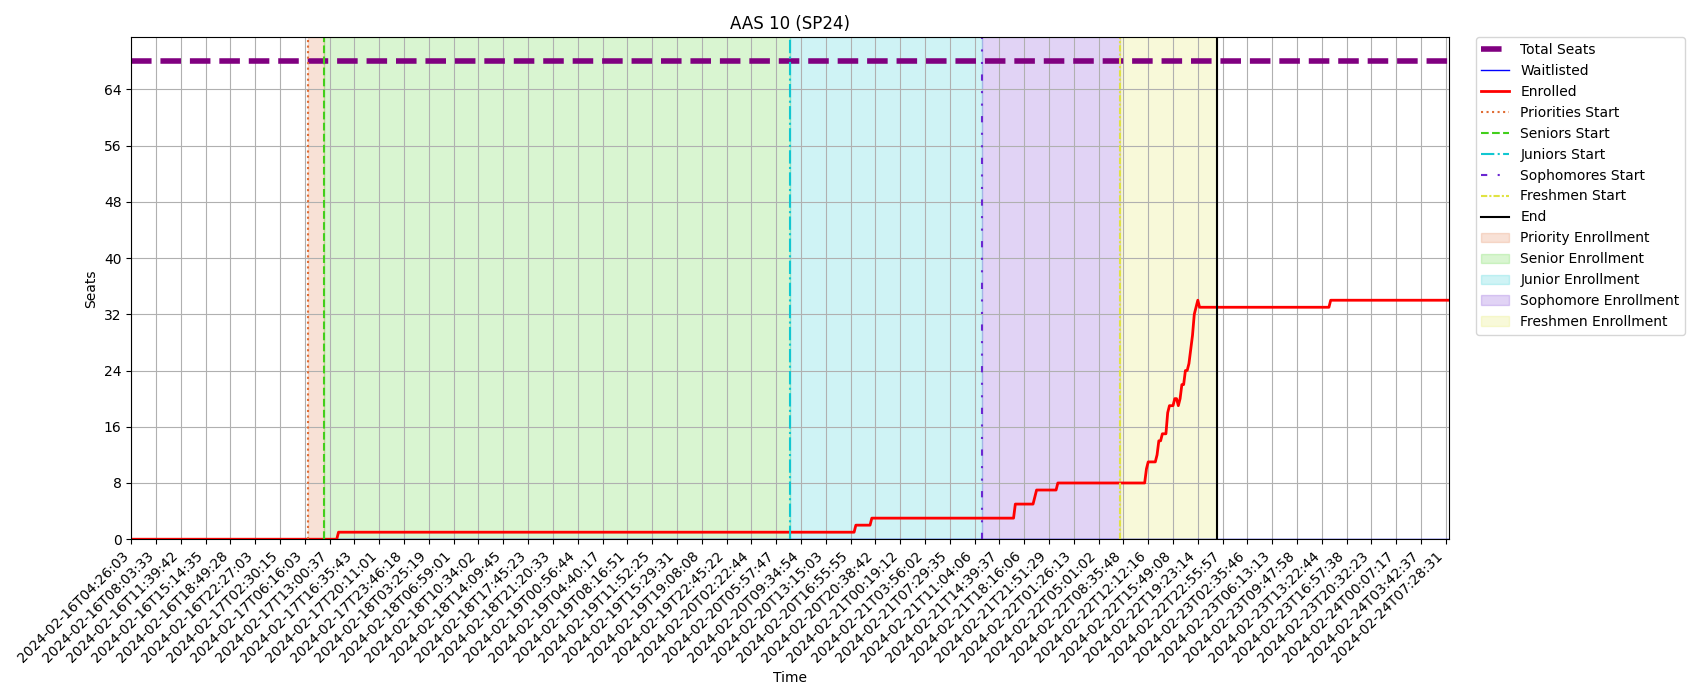 AAS 10 (SP24)
Seats
64
56
48
40
32
24
16
8
0
2024-02-16T04:26:03
2024-02-16T08:03:33
2024-02-16T11:39:42
2024-02-16T15:14:35
2024-02-16T18:49:28
2024-02-16T22:27:03
2024-02-17T02:30:15
2024-02-17T06:16:03
2024-02-17T13:00:37
2024-02-17T16:35:43
2024-02-17T20:11:01
2024-02-17T23:46:18
2024-02-18T03:25:19
2024-02-18T06:59:01
2024-02-18T10:34:02
2024-02-18T14:09:45
2024-02-18T17:45:23
2024-02-18T21:20:33
2024-02-19T00:56:44
2024-02-19T04:40:17
2024-02-19T08:16:51
2024-02-19T11:52:25
2024-02-19T15:29:31
2024-02-19T19:08:08
2024-02-19T22:45:22
2024-02-20T02:22:44
2024-02-20T05:57:47
2024-02-20T09:34:54
2024-02-20T13:15:03
2024-02-20T16:55:55
2024-02-20T20:38:42
2024-02-21T00:19:12
2024-02-21T03:56:02
2024-02-21T07:29:35
2024-02-21T11:04:06
2024-02-21T14:39:37
2024-02-21T18:16:06
2024-02-21T21:51:29
2024-02-22T01:26:13
2024-02-22T05:01:02
2024-02-22T08:35:48
2024-02-22T12:12:16
2024-02-22T15:49:08
2024-02-22T19:23:14
2024-02-22T22:55:57
2024-02-23T02:35:46
2024-02-23T06:13:13
2024-02-23T09:47:58
2024-02-23T13:22:44
2024-02-23T16:57:38
2024-02-23T20:32:23
2024-02-24T00:07:17
2024-02-24T03:42:37
2024-02-24T07:28:31
Time
Total Seats
Waitlisted
Enrolled
Priorities Start
Seniors Start
Juniors Start
Sophomores Start
Freshmen Start
End
Priority Enrollment
Senior Enrollment
Junior Enrollment
Sophomore Enrollment
Freshmen Enrollment